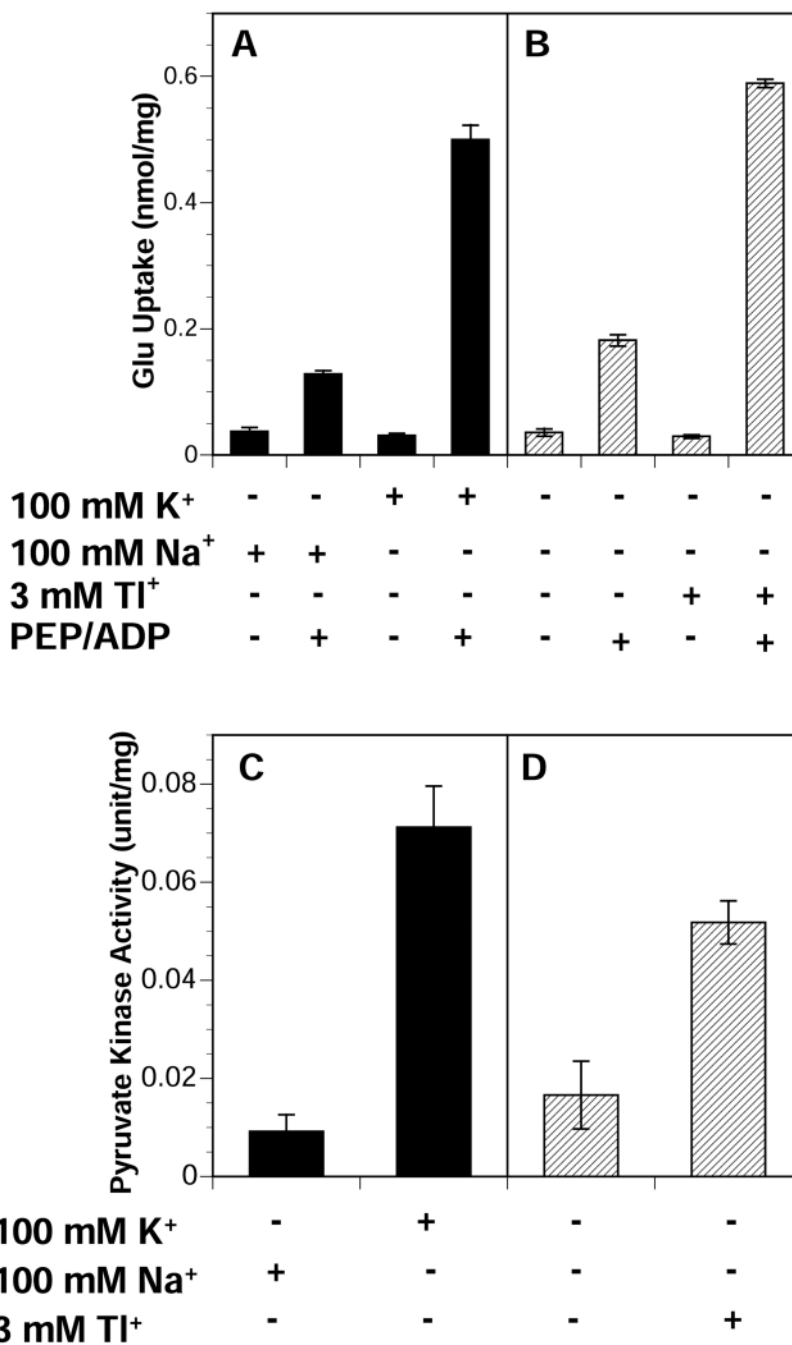 A B
Glu Uptake (nmol/mg)
0.6
0.4
0.2
0
100 mM K⁺ - - + + - - - -
100 mM Na⁺ + + - - - - - -
3 mM Tl⁺ - - - - - - + +
PEP/ADP - + - + - + - +
C D
Pyruvate Kinase Activity (unit/mg)
0.08
0.06
0.04
0.02
0
100 mM K⁺ - + - -
100 mM Na⁺ + - - -
3 mM Tl⁺ - - - +